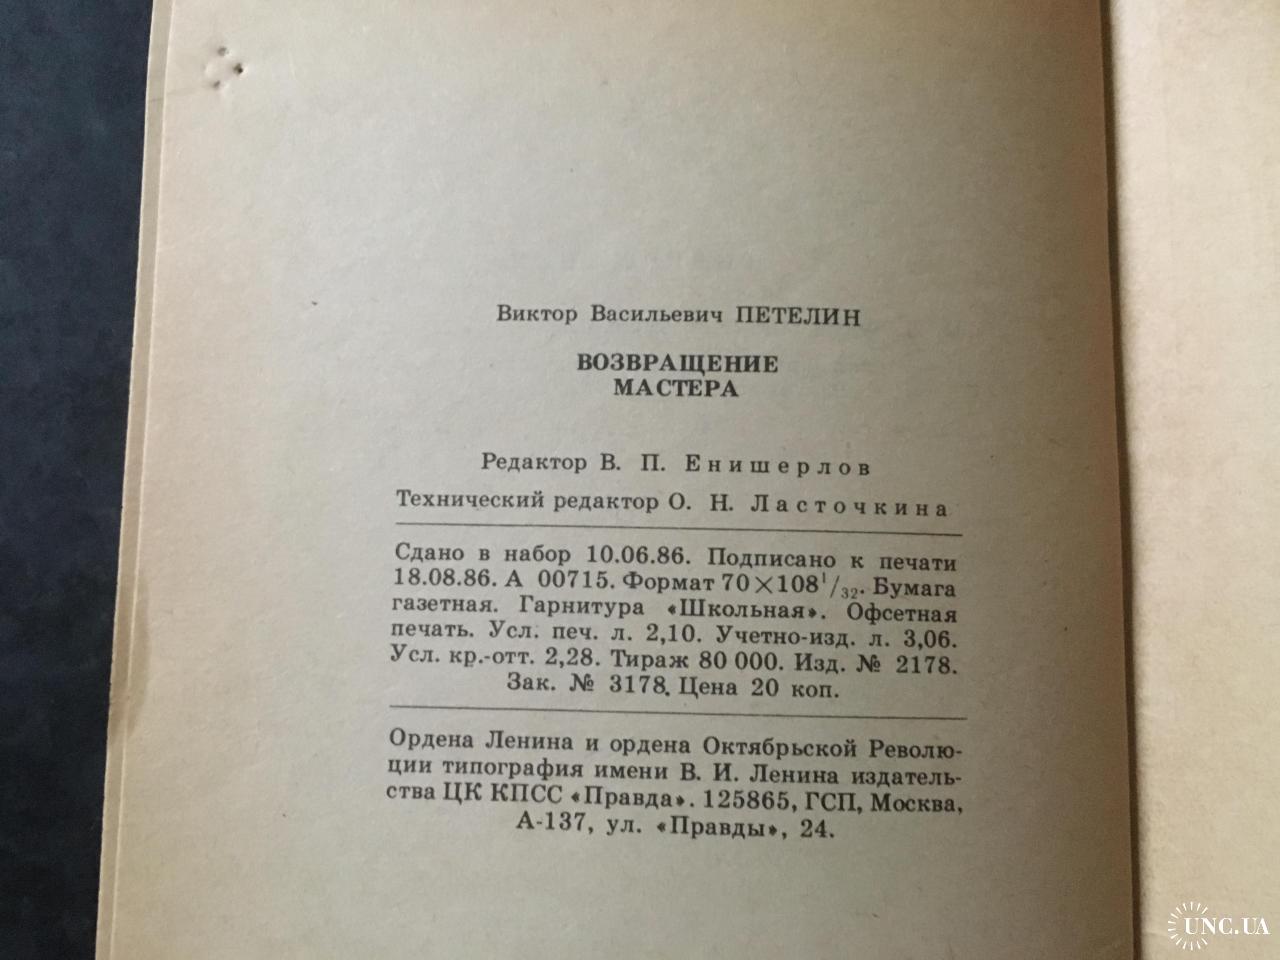 Виктор Васильевич ПЕТЕЛИН
ВОЗВРАЩЕНИЕ
МАСТЕРА
Редактор В. П. Енишерлов
Технический редактор О. Н. Ласточкина
Сдано в набор 10.06.86. Подписано к печати
18.08.86. А 00715. Формат 70×108¹/₃₂. Бумага
газетная. Гарнитура «Школьная». Офсетная
печать. Усл. печ. л. 2,10. Учетно-изд. л. 3,06.
Усл. кр.-отт. 2,28. Тираж 80 000. Изд. № 2178.
Зак. № 3178. Цена 20 коп.
Ордена Ленина и ордена Октябрьской Револю-
ции типография имени В. И. Ленина издатель-
ства ЦК КПСС «Правда». 125865, ГСП, Москва,
А-137, ул. «Правды», 24.
UNC.UA